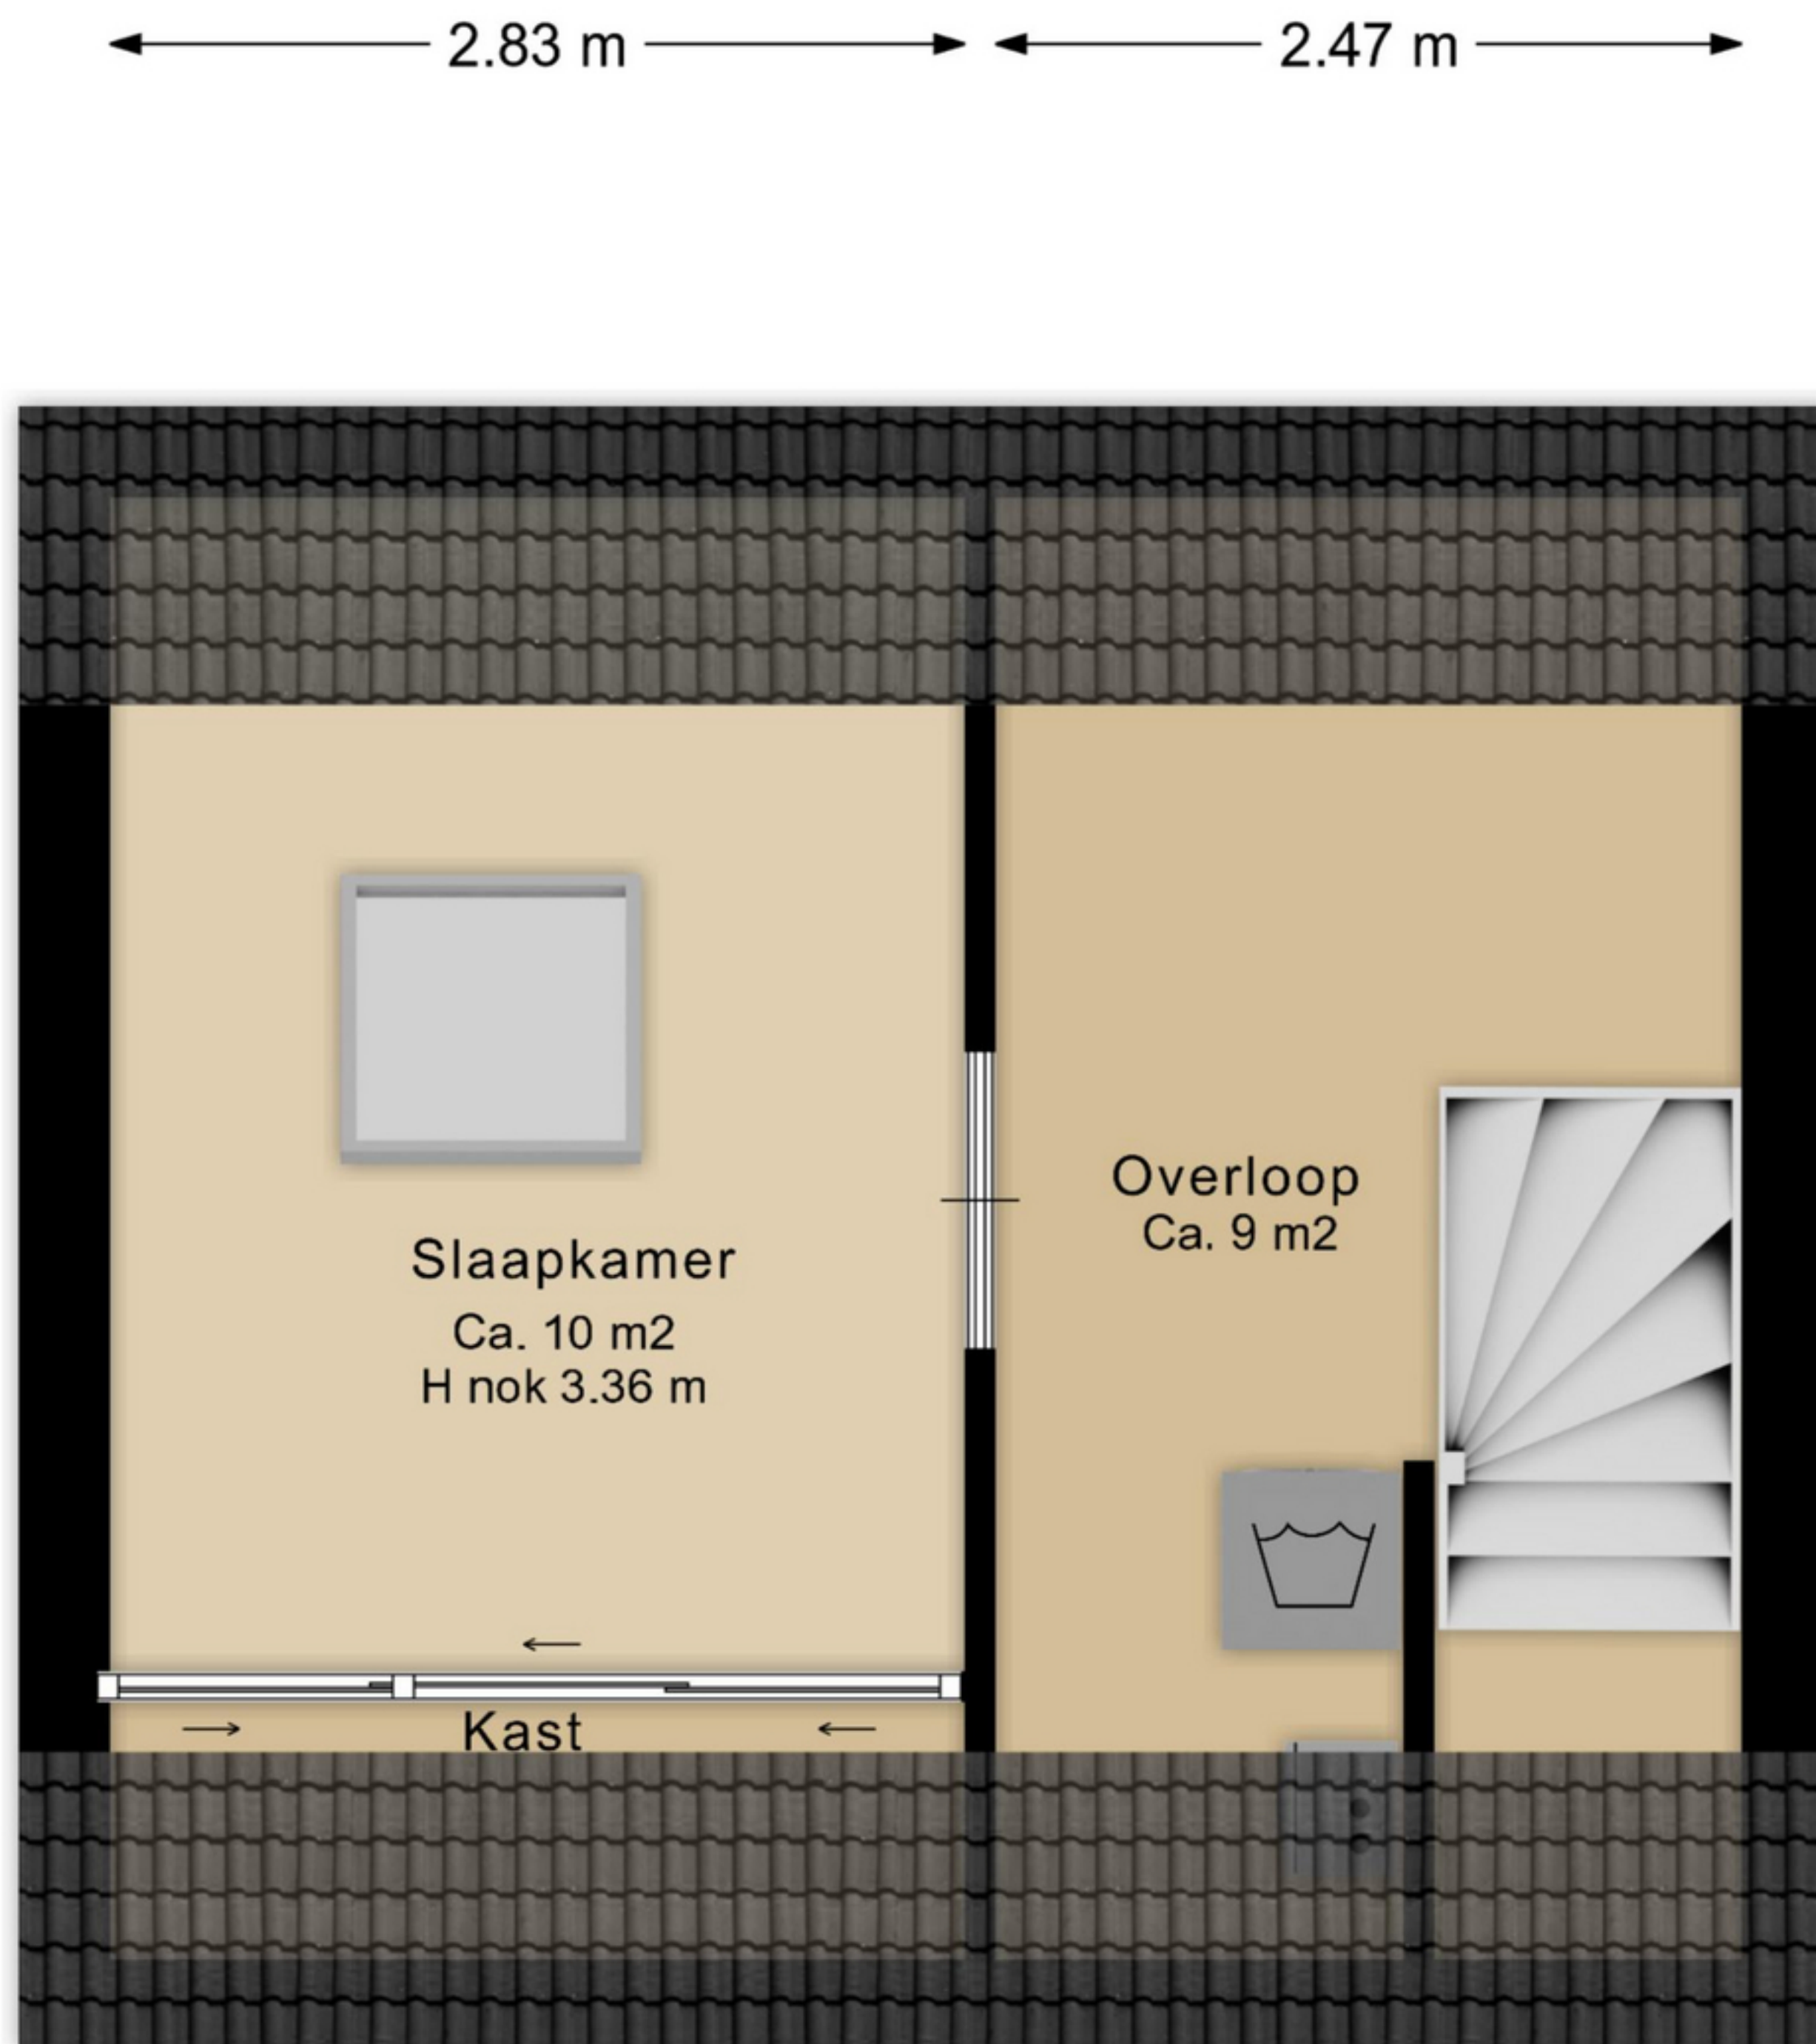 2.83 m
2.47 m
Overloop
Ca. 9 m2
Slaapkamer
Ca. 10 m2
H nok 3.36 m
Kast